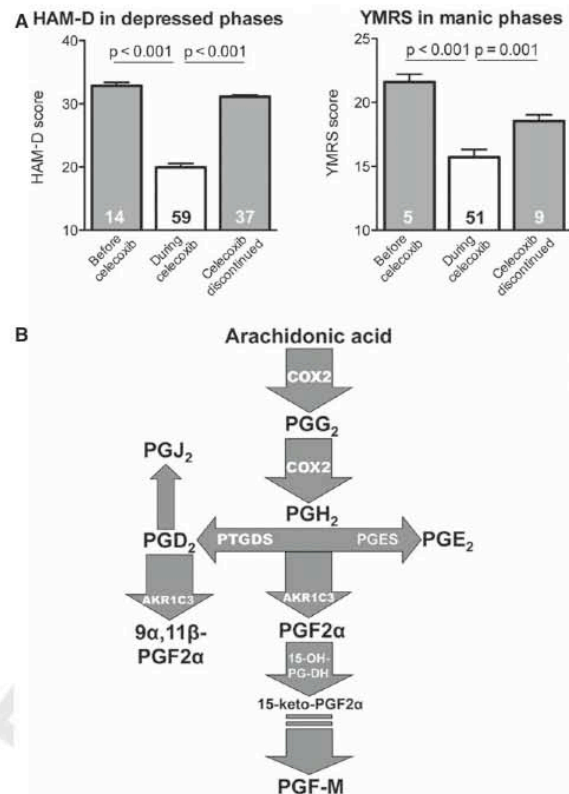 A
HAM-D in depressed phases
p < 0.001 p < 0.001
HAM-D score
40
30
20
10
14
59
37
Before celecoxib
During celecoxib
Celecoxib discontinued
YMRS in manic phases
p < 0.001 p = 0.001
YMRS score
25
20
15
10
5
51
9
Before celecoxib
During celecoxib
Celecoxib discontinued
B
Arachidonic acid
COX2
PGG₂
COX2
PGJ₂
PGH₂
PGD₂
PTGDS
PGES
PGE₂
AKR1C3
AKR1C3
9α,11β-
PGF2α
PGF2α
15-OH-
PG-DH
15-keto-PGF2α
PGF-M